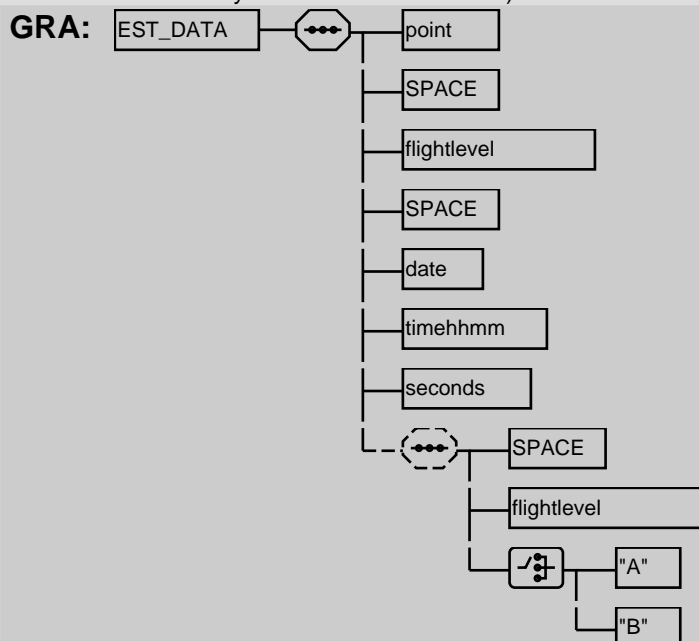 GRA: EST_DATA point
SPACE
flightlevel
SPACE
date
timehhmm
seconds
SPACE
flightlevel
"A"
"B"